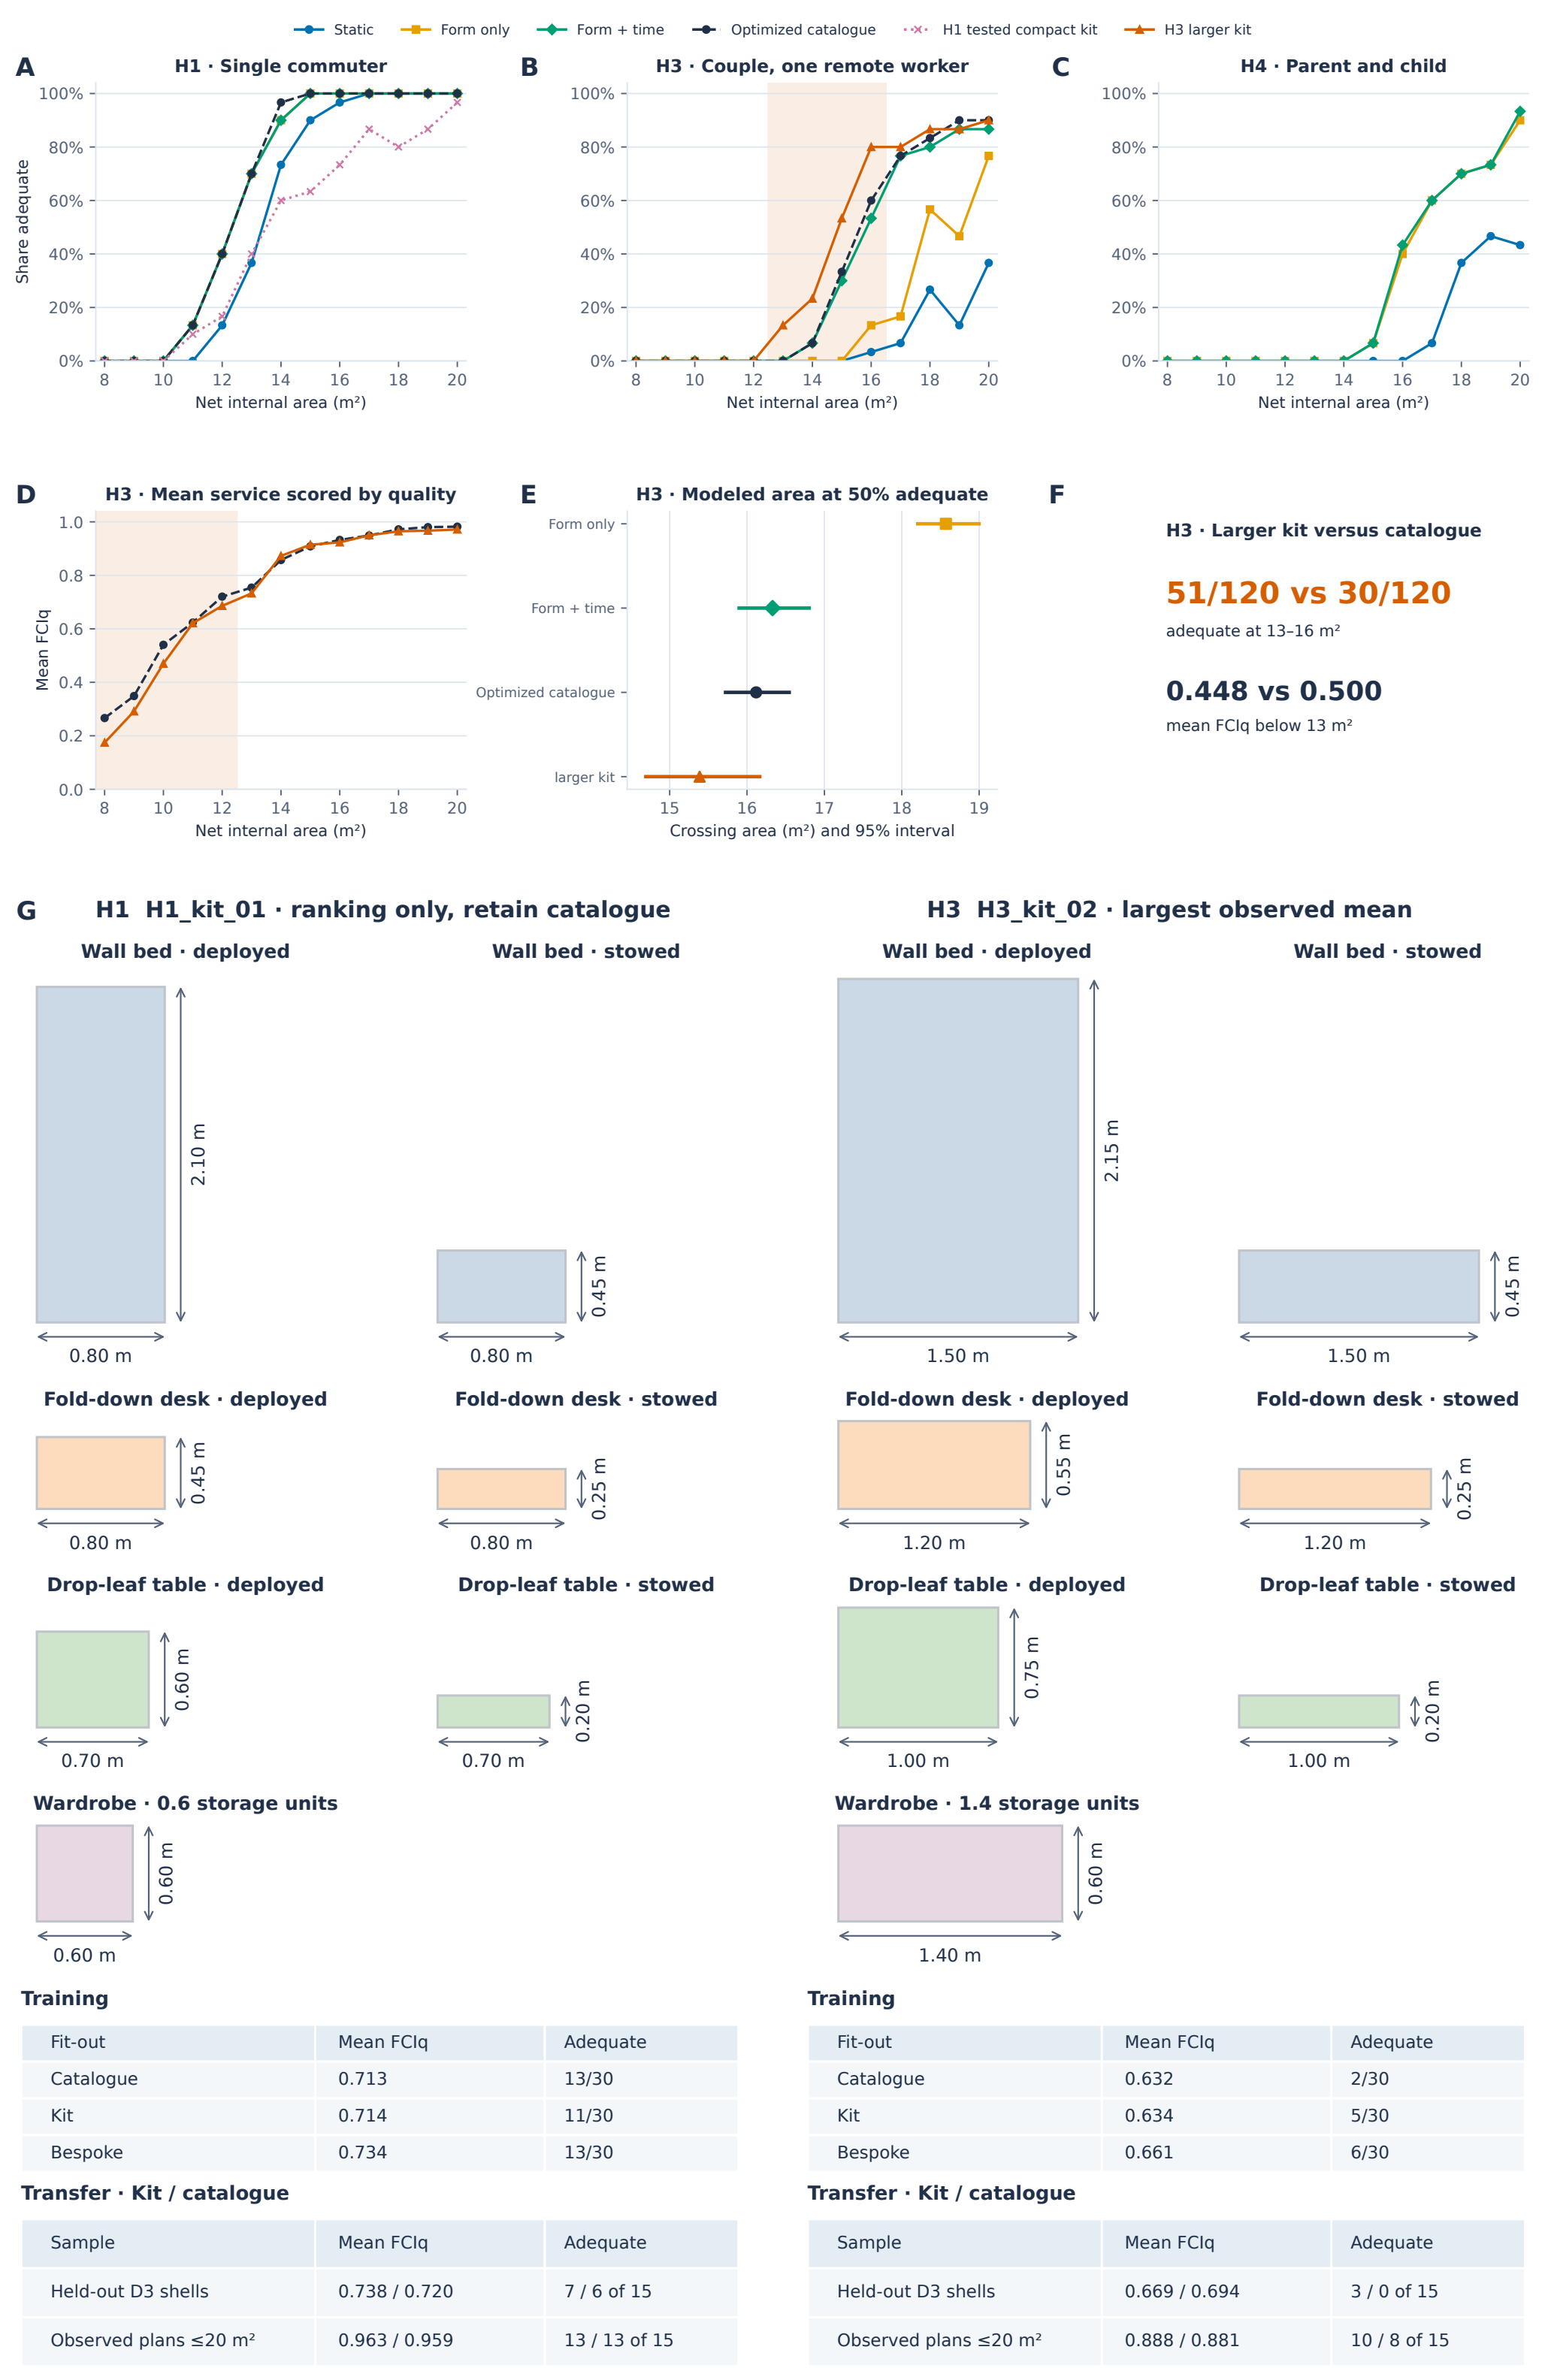 Static  Form only  Form + time  Optimized catalogue  H1 tested compact kit  H3 larger kit
A
H1 · Single commuter
100%
80%
60%
40%
20%
0%
Share adequate
8 10 12 14 16 18 20
Net internal area (m²)
B
H3 · Couple, one remote worker
100%
80%
60%
40%
20%
0%
8 10 12 14 16 18 20
Net internal area (m²)
C
H4 · Parent and child
100%
80%
60%
40%
20%
0%
8 10 12 14 16 18 20
Net internal area (m²)
D
H3 · Mean service scored by quality
1.0
0.8
0.6
0.4
0.2
0.0
Mean FCIq
8 10 12 14 16 18 20
Net internal area (m²)
E
H3 · Modeled area at 50% adequate
Form only
Form + time
Optimized catalogue
larger kit
15 16 17 18 19
Crossing area (m²) and 95% interval
F
H3 · Larger kit versus catalogue
51/120 vs 30/120
adequate at 13–16 m²
0.448 vs 0.500
mean FCIq below 13 m²
G
H1 H1_kit_01 · ranking only, retain catalogue
Wall bed · deployed
2.10 m
0.80 m
Wall bed · stowed
0.45 m
0.80 m
Fold-down desk · deployed
0.45 m
0.80 m
Fold-down desk · stowed
0.25 m
0.80 m
Drop-leaf table · deployed
0.60 m
0.70 m
Drop-leaf table · stowed
0.20 m
0.70 m
Wardrobe · 0.6 storage units
0.60 m
0.60 m
Training
Fit-out Mean FCIq Adequate
Catalogue 0.713 13/30
Kit 0.714 11/30
Bespoke 0.734 13/30
Transfer · Kit / catalogue
Sample Mean FCIq Adequate
Held-out D3 shells 0.738 / 0.720 7 / 6 of 15
Observed plans ≤20 m² 0.963 / 0.959 13 / 13 of 15
H3 H3_kit_02 · largest observed mean
Wall bed · deployed
2.15 m
1.50 m
Wall bed · stowed
0.45 m
1.50 m
Fold-down desk · deployed
0.55 m
1.20 m
Fold-down desk · stowed
0.25 m
1.20 m
Drop-leaf table · deployed
0.75 m
1.00 m
Drop-leaf table · stowed
0.20 m
1.00 m
Wardrobe · 1.4 storage units
0.60 m
1.40 m
Training
Fit-out Mean FCIq Adequate
Catalogue 0.632 2/30
Kit 0.634 5/30
Bespoke 0.661 6/30
Transfer · Kit / catalogue
Sample Mean FCIq Adequate
Held-out D3 shells 0.669 / 0.694 3 / 0 of 15
Observed plans ≤20 m² 0.888 / 0.881 10 / 8 of 15